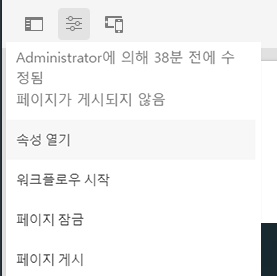 Administrator에 의해 38분 전에 수
정됨
페이지가 게시되지 않음
속성 열기
워크플로우 시작
페이지 잠금
페이지 게시